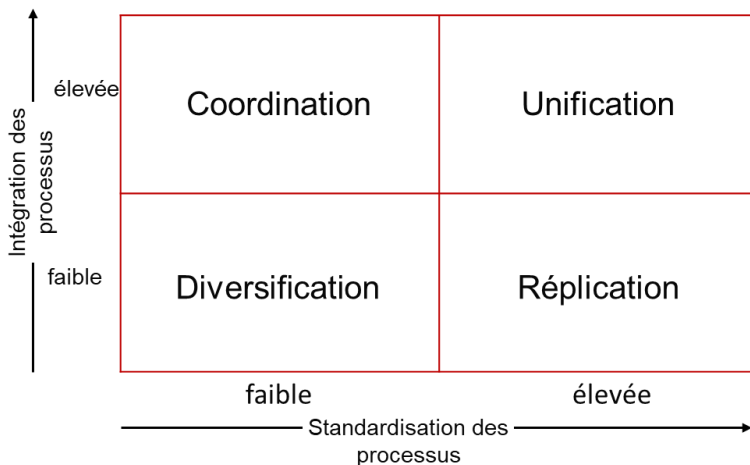 élevée
Coordination
Unification
Intégration des
processus
faible
Diversification
Réplication
faible
élevée
Standardisation des
processus